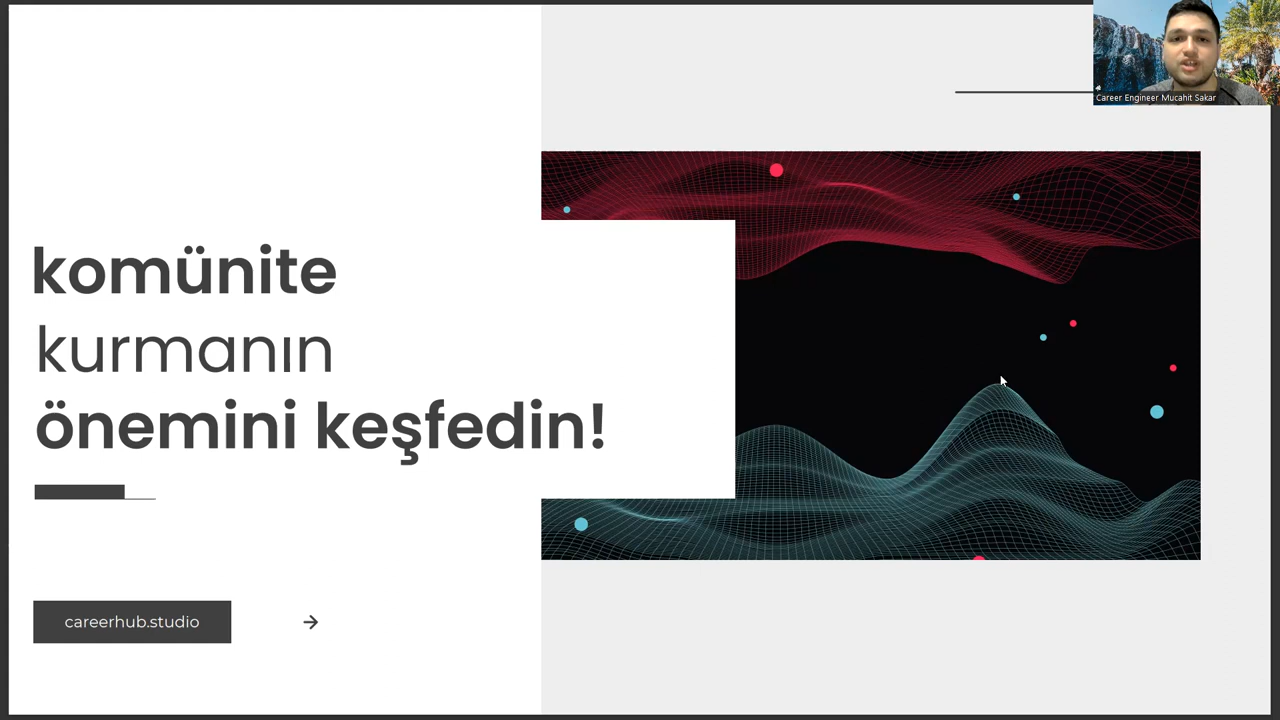 Career Engineer Mucahit Sakar
komünite
kurmanın
önemini keşfedin!
careerhub.studio